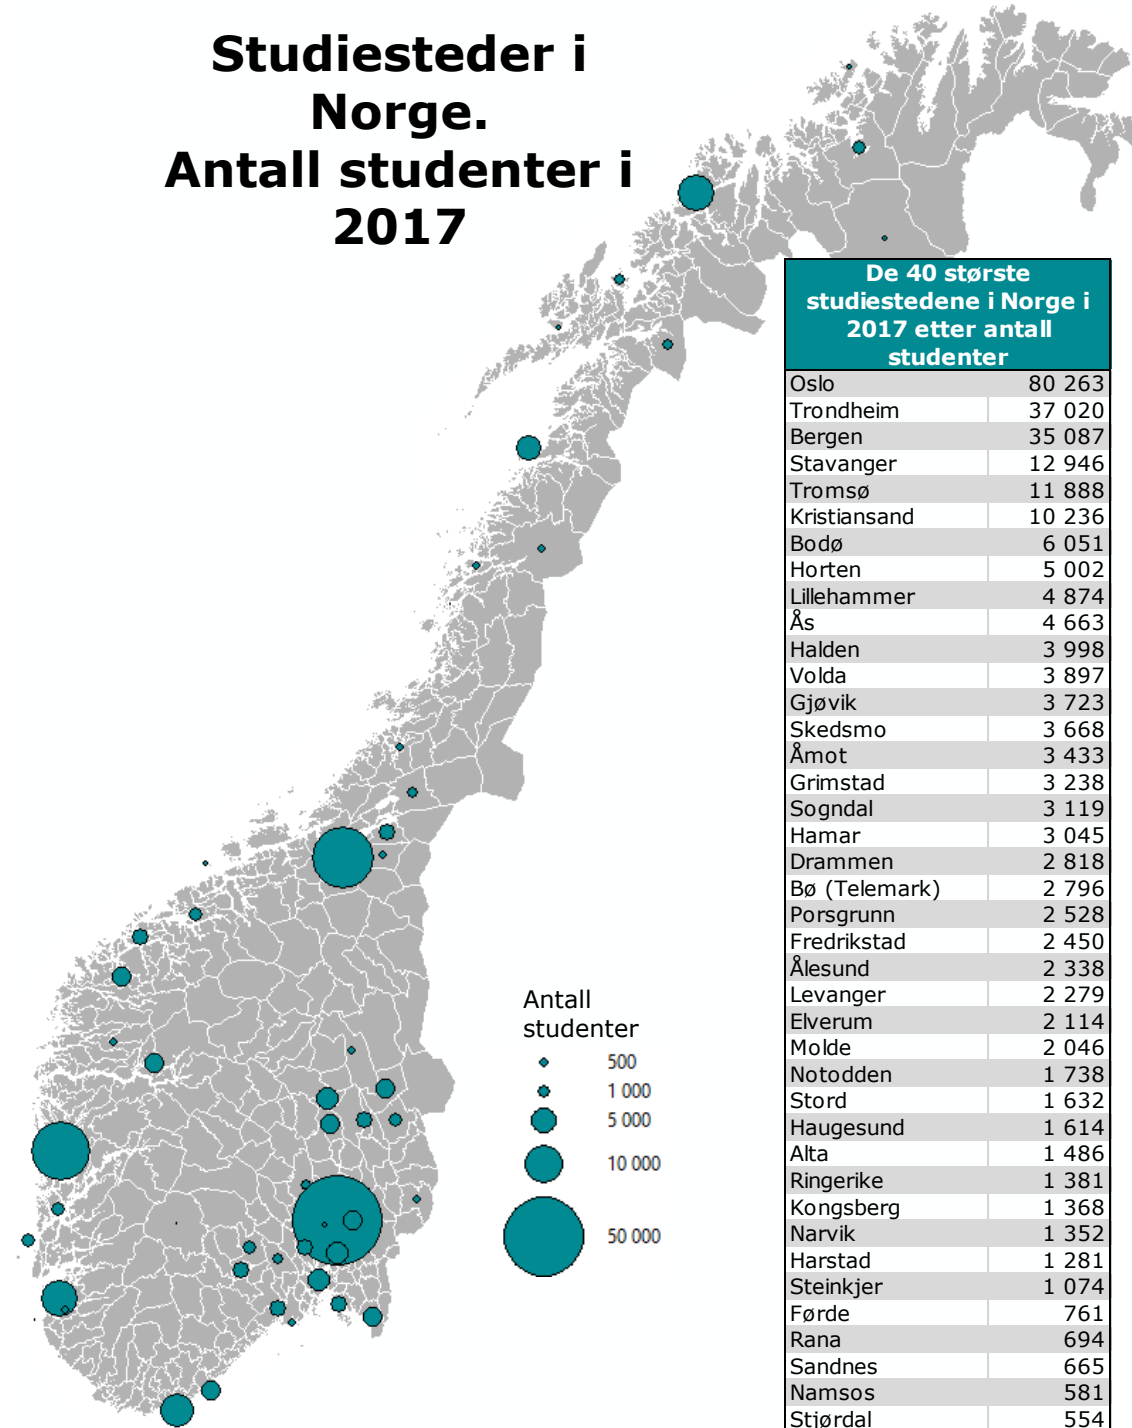 Studiesteder i
Norge.
Antall studenter i
2017
De 40 største
studiestedene i Norge i
2017 etter antall
studenter
Oslo 80 263
Trondheim 37 020
Bergen 35 087
Stavanger 12 946
Tromsø 11 888
Kristiansand 10 236
Bodø 6 051
Horten 5 002
Lillehammer 4 874
Ås 4 663
Halden 3 998
Volda 3 897
Gjøvik 3 723
Skedsmo 3 668
Åmot 3 433
Grimstad 3 238
Sogndal 3 119
Hamar 3 045
Drammen 2 818
Bø (Telemark) 2 796
Porsgrunn 2 528
Fredrikstad 2 450
Ålesund 2 338
Levanger 2 279
Elverum 2 114
Molde 2 046
Notodden 1 738
Stord 1 632
Haugesund 1 614
Alta 1 486
Ringerike 1 381
Kongsberg 1 368
Narvik 1 352
Harstad 1 281
Steinkjer 1 074
Førde 761
Rana 694
Sandnes 665
Namsos 581
Stjørdal 554
Antall
studenter
500
1 000
5 000
10 000
50 000